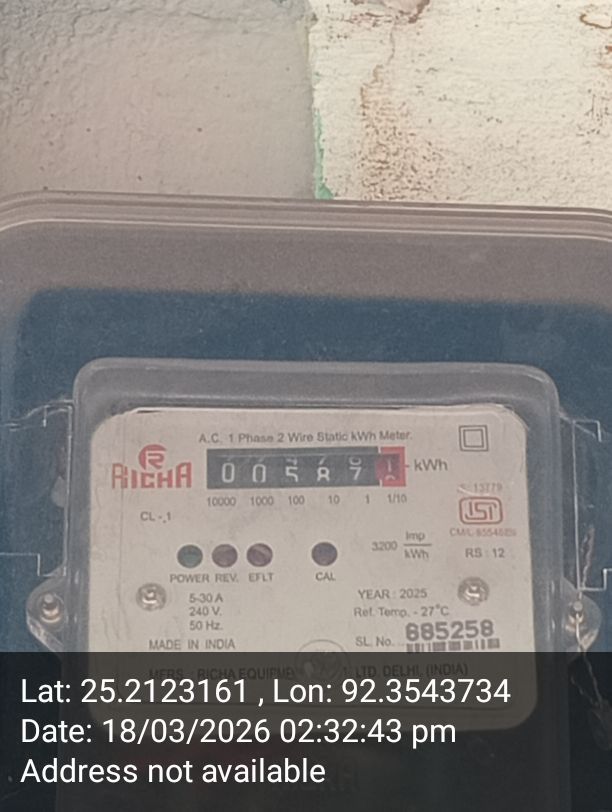 A.C. 1 Phase 2 Wire Static kWh Meter.
RICHA
0 0 5 8 7 kWh
10000 1000 100 10 1 1/10
IS: 13779
CL-1
ISI
3200 Imp/kWh
RS: 12
POWER REV. EFLT CAL
5-30 A
240 V.
50 Hz.
YEAR: 2025
Ref. Temp. - 27°C
MADE IN INDIA
SL. No. 885258
MFRS.: RICHA LTD. DELHI. (INDIA)
Lat: 25.2123161 , Lon: 92.3543734
Date: 18/03/2026 02:32:43 pm
Address not available